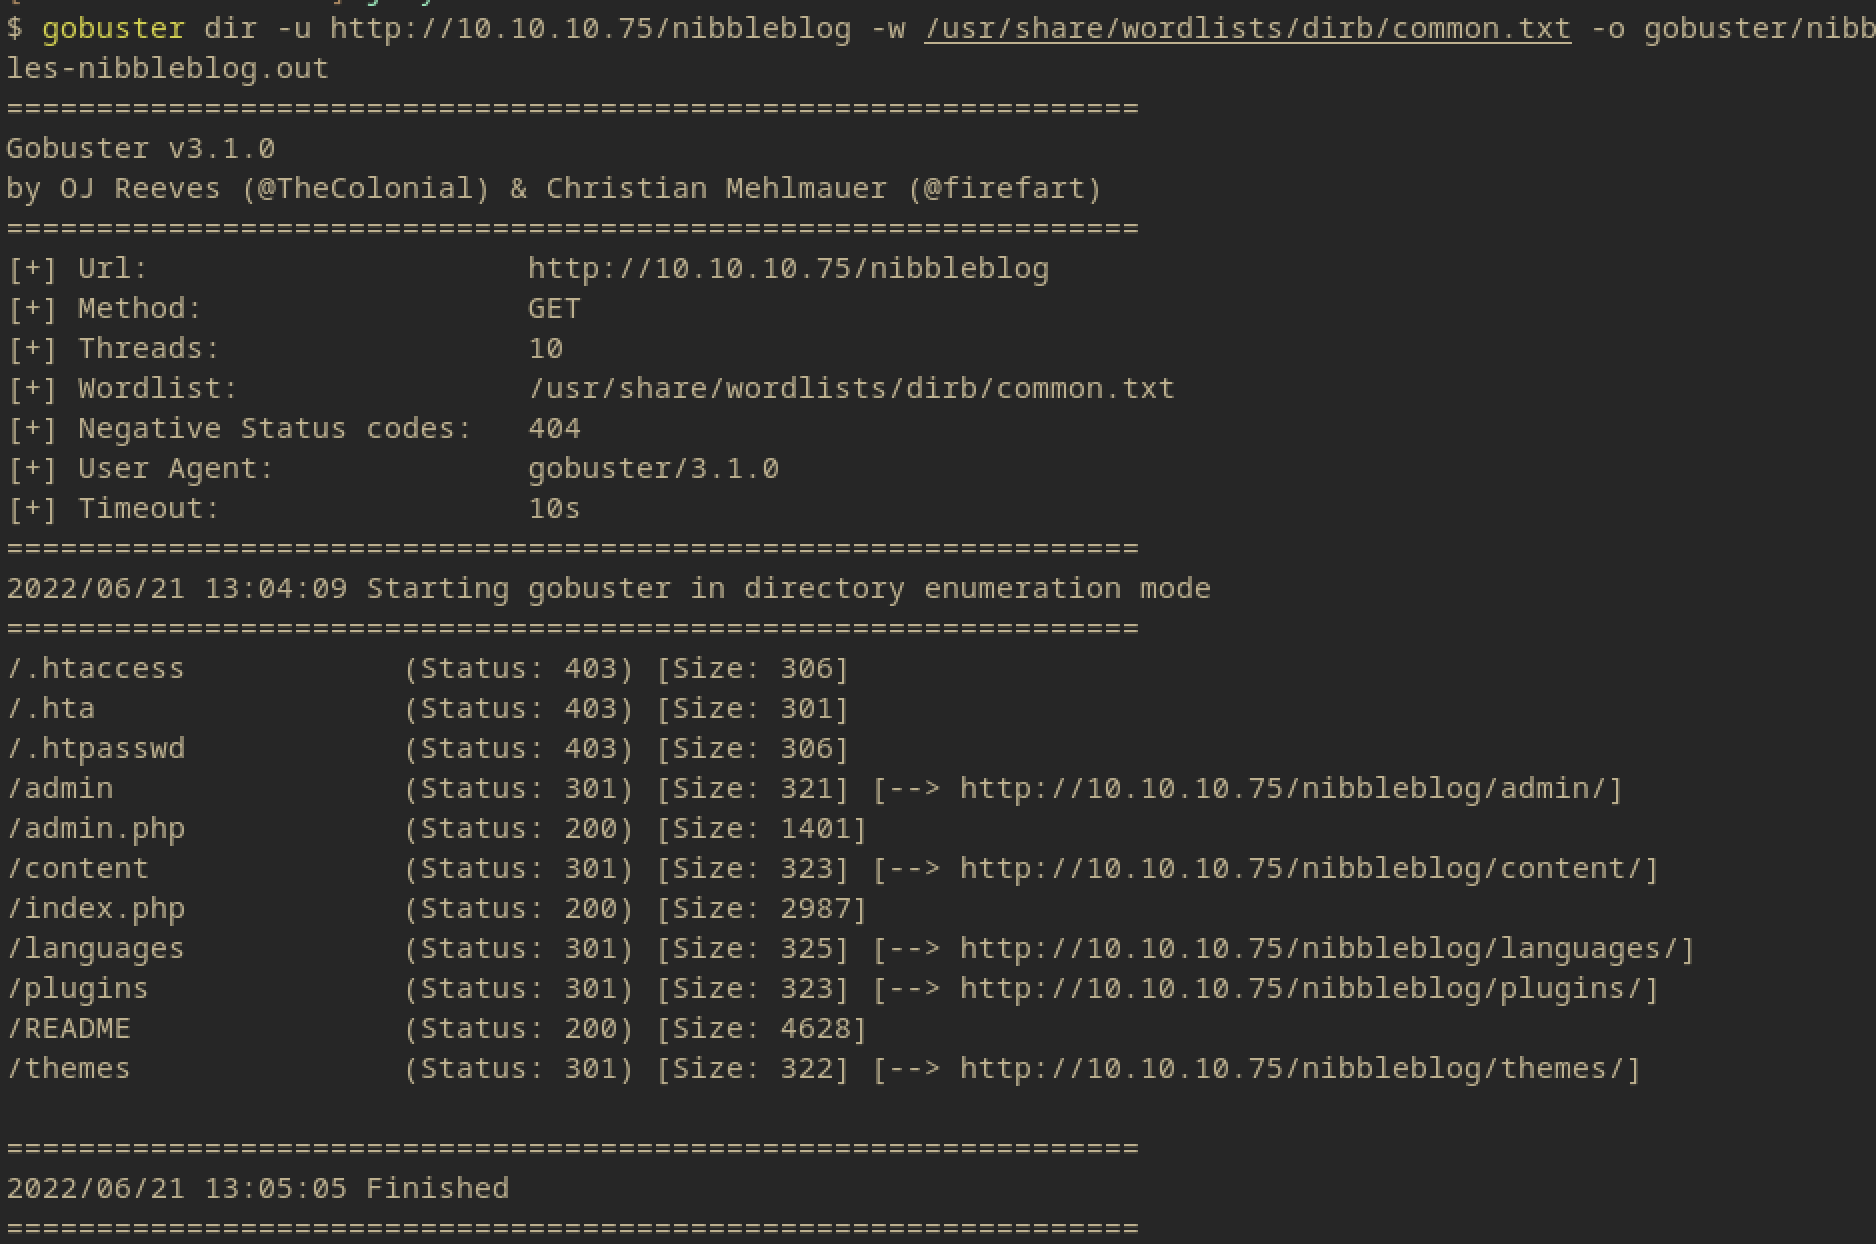 $ gobuster dir -u http://10.10.10.75/nibbleblog -w /usr/share/wordlists/dirb/common.txt -o gobuster/nibb
les-nibbleblog.out
===============================================================
Gobuster v3.1.0
by OJ Reeves (@TheColonial) & Christian Mehlmauer (@firefart)
===============================================================
[+] Url:                     http://10.10.10.75/nibbleblog
[+] Method:                  GET
[+] Threads:                 10
[+] Wordlist:                /usr/share/wordlists/dirb/common.txt
[+] Negative Status codes:   404
[+] User Agent:              gobuster/3.1.0
[+] Timeout:                 10s
===============================================================
2022/06/21 13:04:09 Starting gobuster in directory enumeration mode
===============================================================
/.htaccess            (Status: 403) [Size: 306]
/.hta                 (Status: 403) [Size: 301]
/.htpasswd            (Status: 403) [Size: 306]
/admin                (Status: 301) [Size: 321] [--> http://10.10.10.75/nibbleblog/admin/]
/admin.php            (Status: 200) [Size: 1401]
/content              (Status: 301) [Size: 323] [--> http://10.10.10.75/nibbleblog/content/]
/index.php            (Status: 200) [Size: 2987]
/languages            (Status: 301) [Size: 325] [--> http://10.10.10.75/nibbleblog/languages/]
/plugins              (Status: 301) [Size: 323] [--> http://10.10.10.75/nibbleblog/plugins/]
/README               (Status: 200) [Size: 4628]
/themes               (Status: 301) [Size: 322] [--> http://10.10.10.75/nibbleblog/themes/]
===============================================================
2022/06/21 13:05:05 Finished
===============================================================